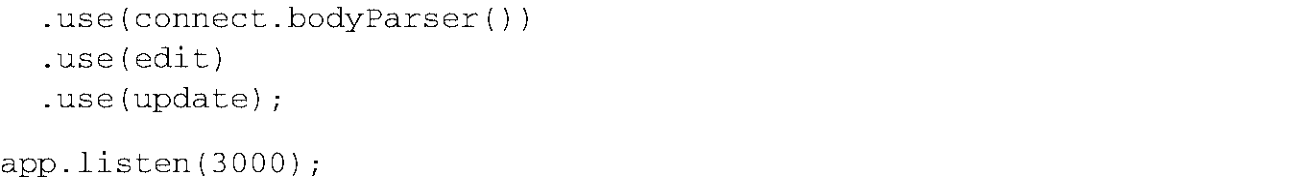 .use(connect.bodyParser())
.use(edit)
.use(update);
app.listen(3000);